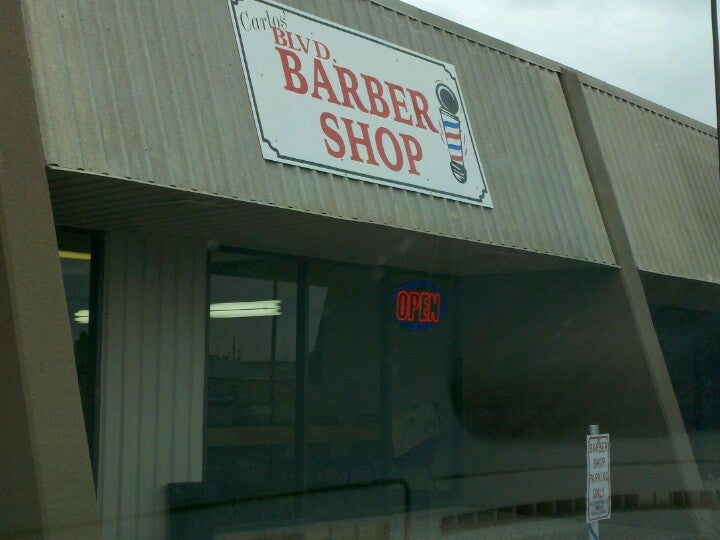 Carlos'
BLVD.
BARBER
SHOP
OPEN
BARBER
SHOP
PARKING
ONLY